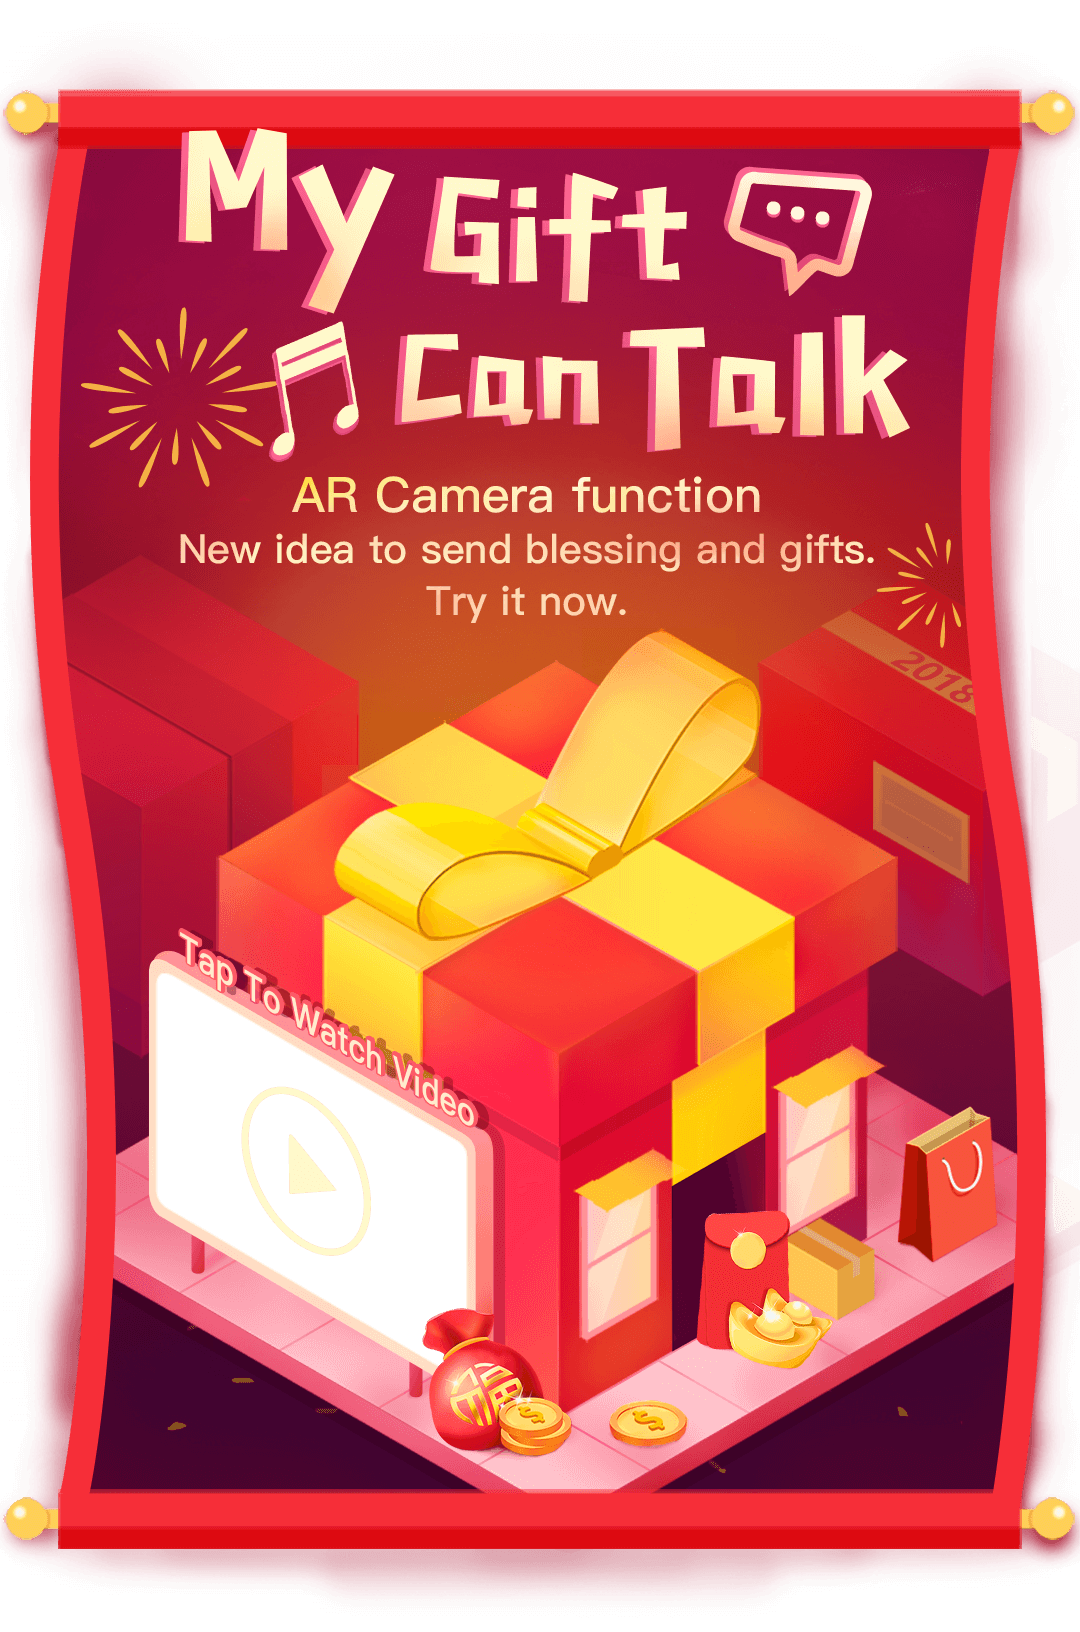 My Gift
Can Talk
AR Camera function
New idea to send blessing and gifts.
Try it now.
2018
Tap To Watch Video
福
$
$